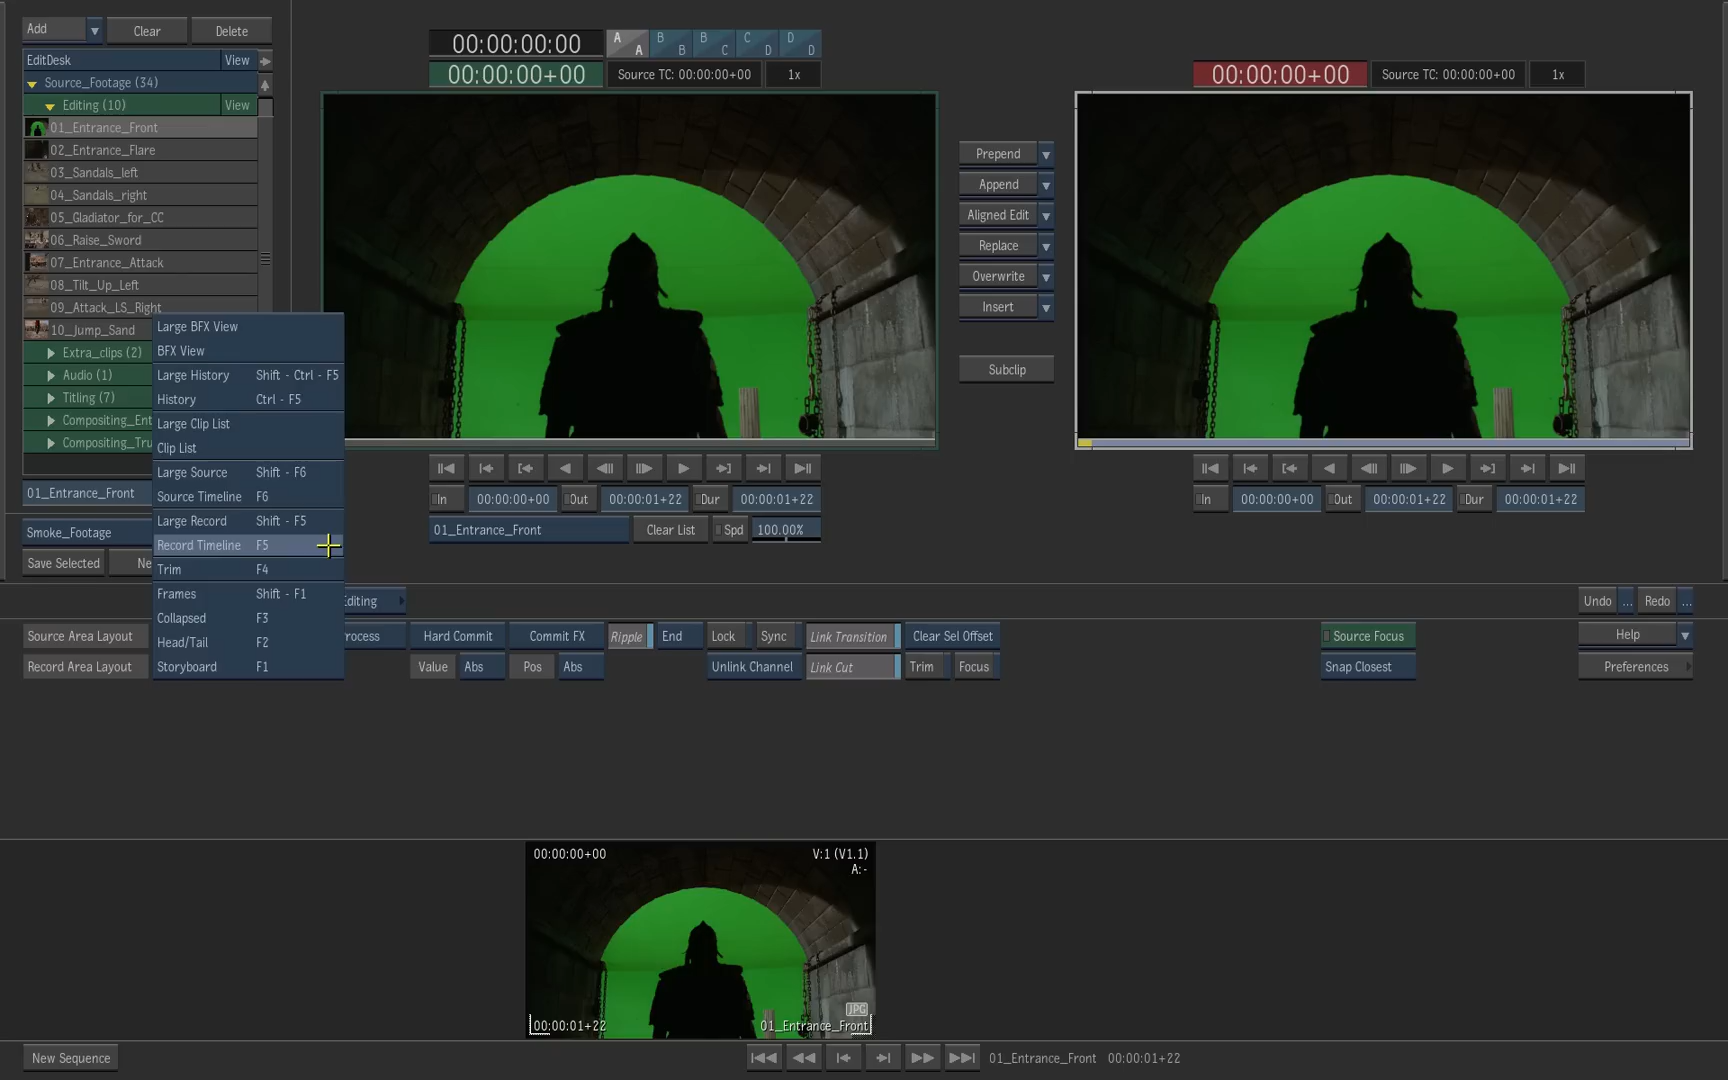 Add
Clear
Delete
EditDesk
View
Source_Footage (34)
Editing (10)
View
01_Entrance_Front
02_Entrance_Flare
03_Sandals_left
04_Sandals_right
05_Gladiator_for_CC
06_Raise_Sword
07_Entrance_Attack
08_Tilt_Up_Left
09_Attack_LS_Right
10_Jump_Sand
Extra_clips (2)
Audio (1)
Titling (7)
Compositing_Ent
Compositing_Tru
01_Entrance_Front
Smoke_Footage
Save Selected
Ne
Large BFX View
BFX View
Large History Shift - Ctrl - F5
History Ctrl - F5
Large Clip List
Clip List
Large Source Shift - F6
Source Timeline F6
Large Record Shift - F5
Record Timeline F5
Trim F4
Frames Shift - F1
Collapsed F3
Head/Tail F2
Storyboard F1
00:00:00:00
A A
B B
B C
C D
D D
00:00:00+00
Source TC: 00:00:00+00
1x
00:00:00+00
Source TC: 00:00:00+00
1x
Prepend
Append
Aligned Edit
Replace
Overwrite
Insert
Subclip
In 00:00:00+00 Out 00:00:01+22 Dur 00:00:01+22
01_Entrance_Front
Clear List
Spd 100.00%
In 00:00:00+00 Out 00:00:01+22 Dur 00:00:01+22
Editing
Undo ... Redo ...
Source Area Layout
rocess
Hard Commit
Commit FX
Ripple
End
Lock
Sync
Link Transition
Clear Sel Offset
Source Focus
Help
Record Area Layout
Value
Abs
Pos
Abs
Unlink Channel
Link Cut
Trim
Focus
Snap Closest
Preferences
00:00:00+00
V:1 (V1.1)
A:-
JPG
00:00:01+22
01_Entrance_Front
New Sequence
01_Entrance_Front 00:00:01+22